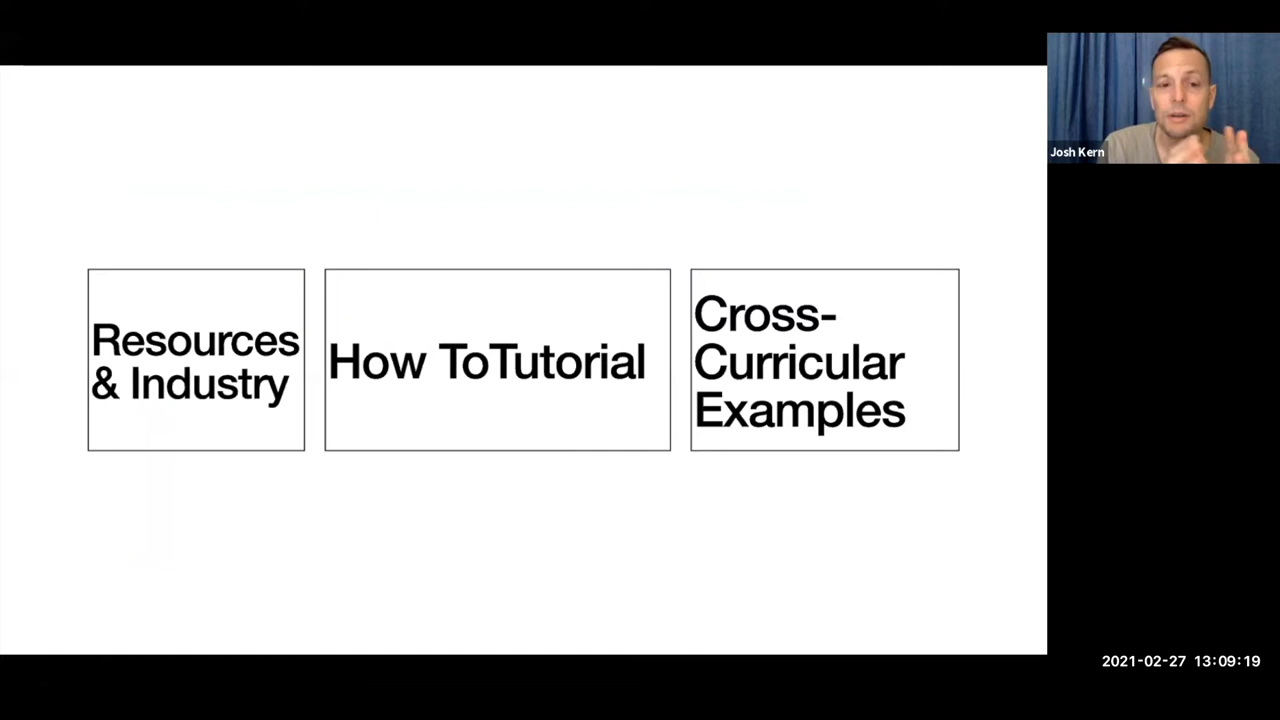 Josh Kern
Resources
& Industry
How ToTutorial
Cross-
Curricular
Examples
2021-02-27 13:09:19